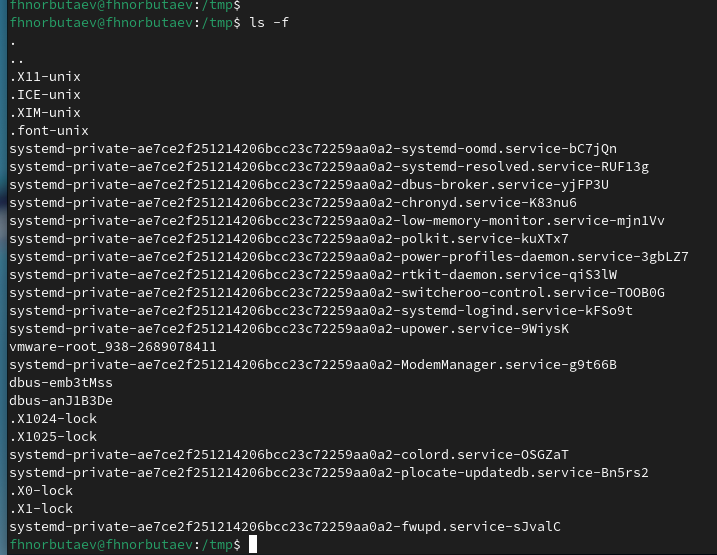 fhnorbutaev@fhnorbutaev:/tmp$
fhnorbutaev@fhnorbutaev:/tmp$ ls -f
.
..
.X11-unix
.ICE-unix
.XIM-unix
.font-unix
systemd-private-ae7ce2f251214206bcc23c72259aa0a2-systemd-oomd.service-bC7jQn
systemd-private-ae7ce2f251214206bcc23c72259aa0a2-systemd-resolved.service-RUF13g
systemd-private-ae7ce2f251214206bcc23c72259aa0a2-dbus-broker.service-yjFP3U
systemd-private-ae7ce2f251214206bcc23c72259aa0a2-chronyd.service-K83nu6
systemd-private-ae7ce2f251214206bcc23c72259aa0a2-low-memory-monitor.service-mjn1Vv
systemd-private-ae7ce2f251214206bcc23c72259aa0a2-polkit.service-kuXTx7
systemd-private-ae7ce2f251214206bcc23c72259aa0a2-power-profiles-daemon.service-3gbLZ7
systemd-private-ae7ce2f251214206bcc23c72259aa0a2-rtkit-daemon.service-qiS3lW
systemd-private-ae7ce2f251214206bcc23c72259aa0a2-switcheroo-control.service-TOOB0G
systemd-private-ae7ce2f251214206bcc23c72259aa0a2-systemd-logind.service-kFSo9t
systemd-private-ae7ce2f251214206bcc23c72259aa0a2-upower.service-9WiysK
vmware-root_938-2689078411
systemd-private-ae7ce2f251214206bcc23c72259aa0a2-ModemManager.service-g9t66B
dbus-emb3tMss
dbus-anJ1B3De
.X1024-lock
.X1025-lock
systemd-private-ae7ce2f251214206bcc23c72259aa0a2-colord.service-OSGZaT
systemd-private-ae7ce2f251214206bcc23c72259aa0a2-plocate-updatedb.service-Bn5rs2
.X0-lock
.X1-lock
systemd-private-ae7ce2f251214206bcc23c72259aa0a2-fwupd.service-sJvalC
fhnorbutaev@fhnorbutaev:/tmp$